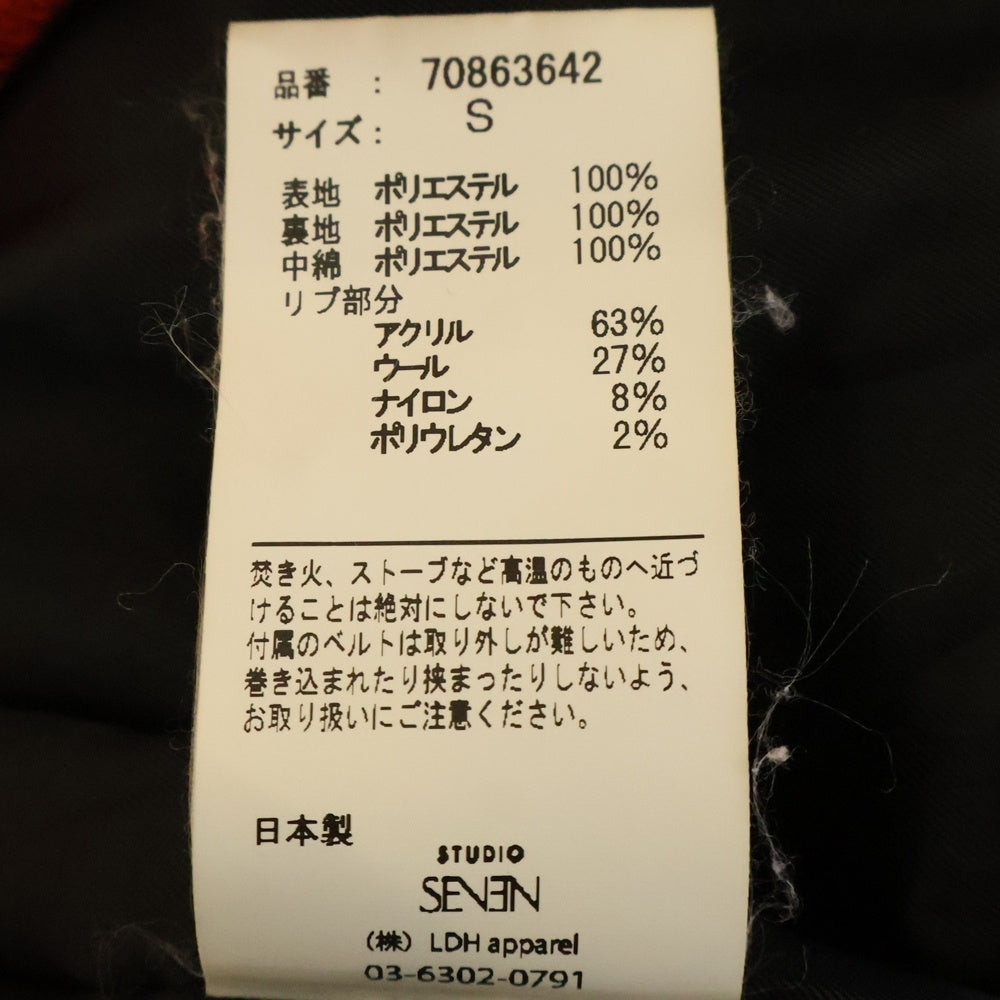 品番 : 70863642
サイズ: S
表地 ポリエステル 100%
裏地 ポリエステル 100%
中綿 ポリエステル 100%
リブ部分
アクリル 63%
ウール 27%
ナイロン 8%
ポリウレタン 2%
焚き火、ストーブなど高温のものへ近づ
けることは絶対にしないで下さい。
付属のベルトは取り外しが難しいため、
巻き込まれたり挟まったりしないよう、
お取り扱いにご注意ください。
日本製
STUDIO
SEVEN
(株) LDH apparel
03-6302-0791